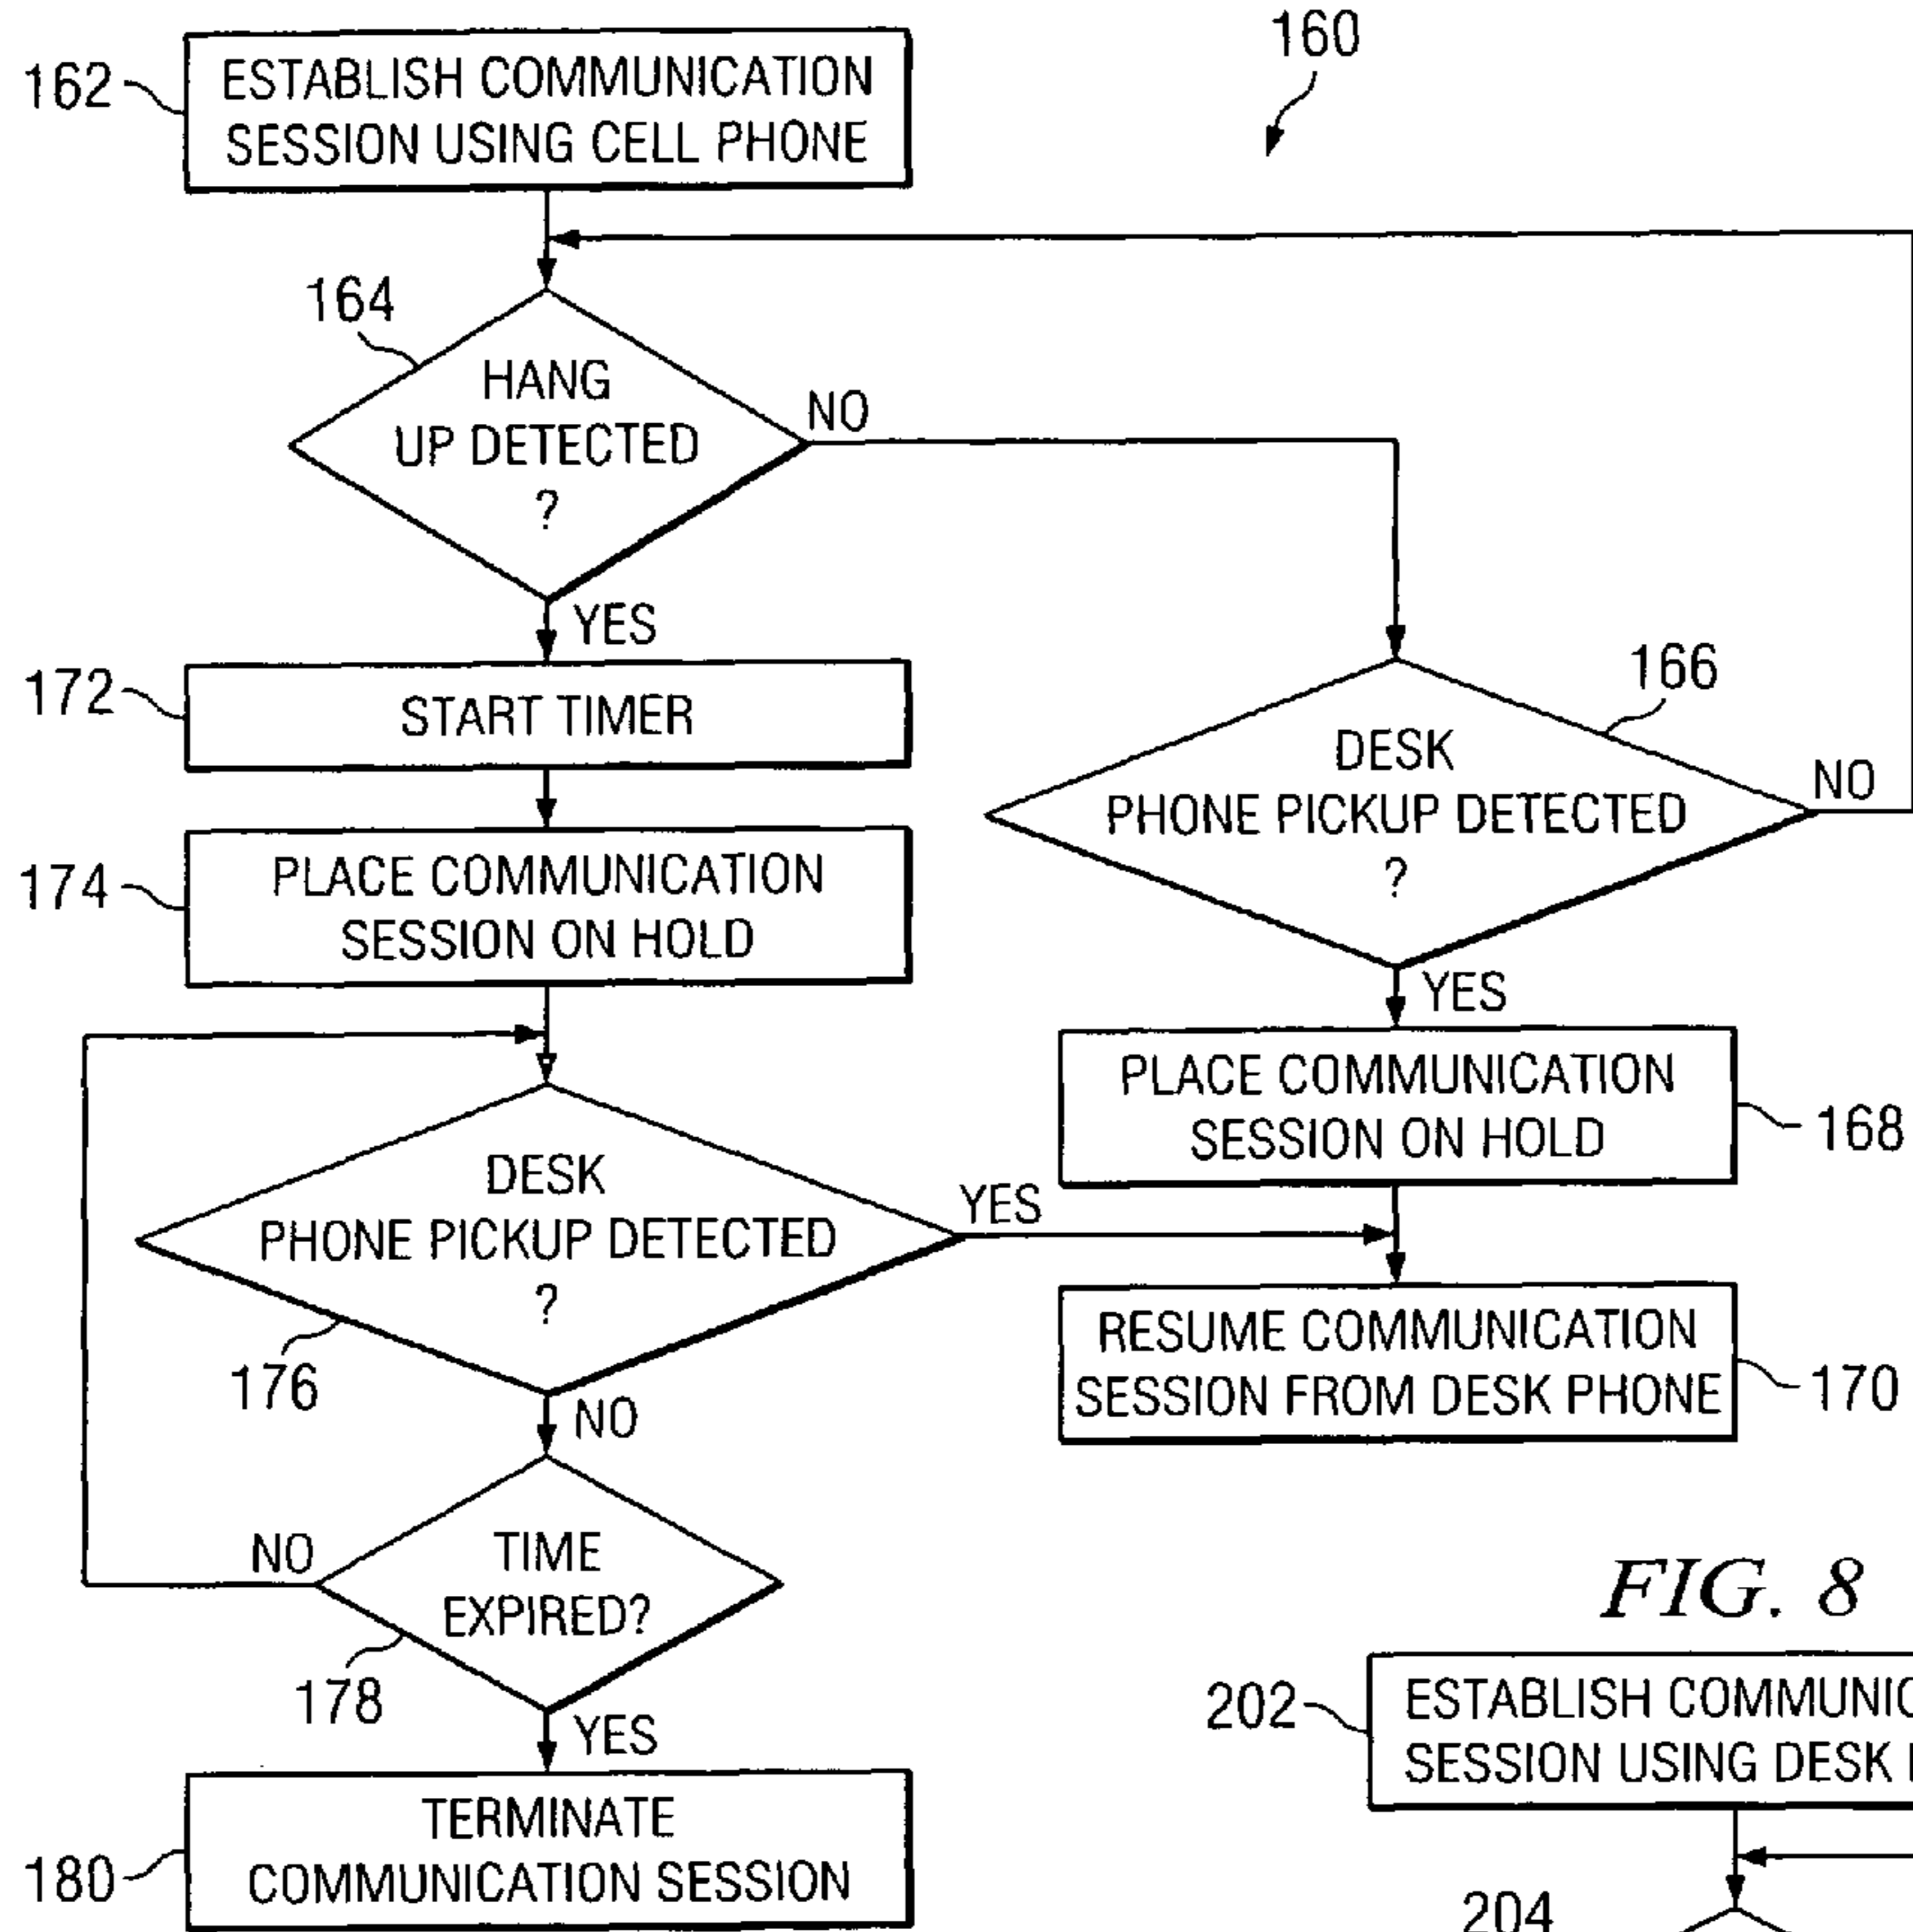 160
162
ESTABLISH COMMUNICATION
SESSION USING CELL PHONE
164
HANG
UP DETECTED
?
NO
YES
172
START TIMER
166
DESK
PHONE PICKUP DETECTED
?
NO
YES
174
PLACE COMMUNICATION
SESSION ON HOLD
PLACE COMMUNICATION
SESSION ON HOLD
168
DESK
PHONE PICKUP DETECTED
?
YES
176
NO
RESUME COMMUNICATION
SESSION FROM DESK PHONE
170
TIME
EXPIRED?
NO
178
YES
FIG. 8
180
TERMINATE
COMMUNICATION SESSION
202
ESTABLISH
SESSION USING DESK
204